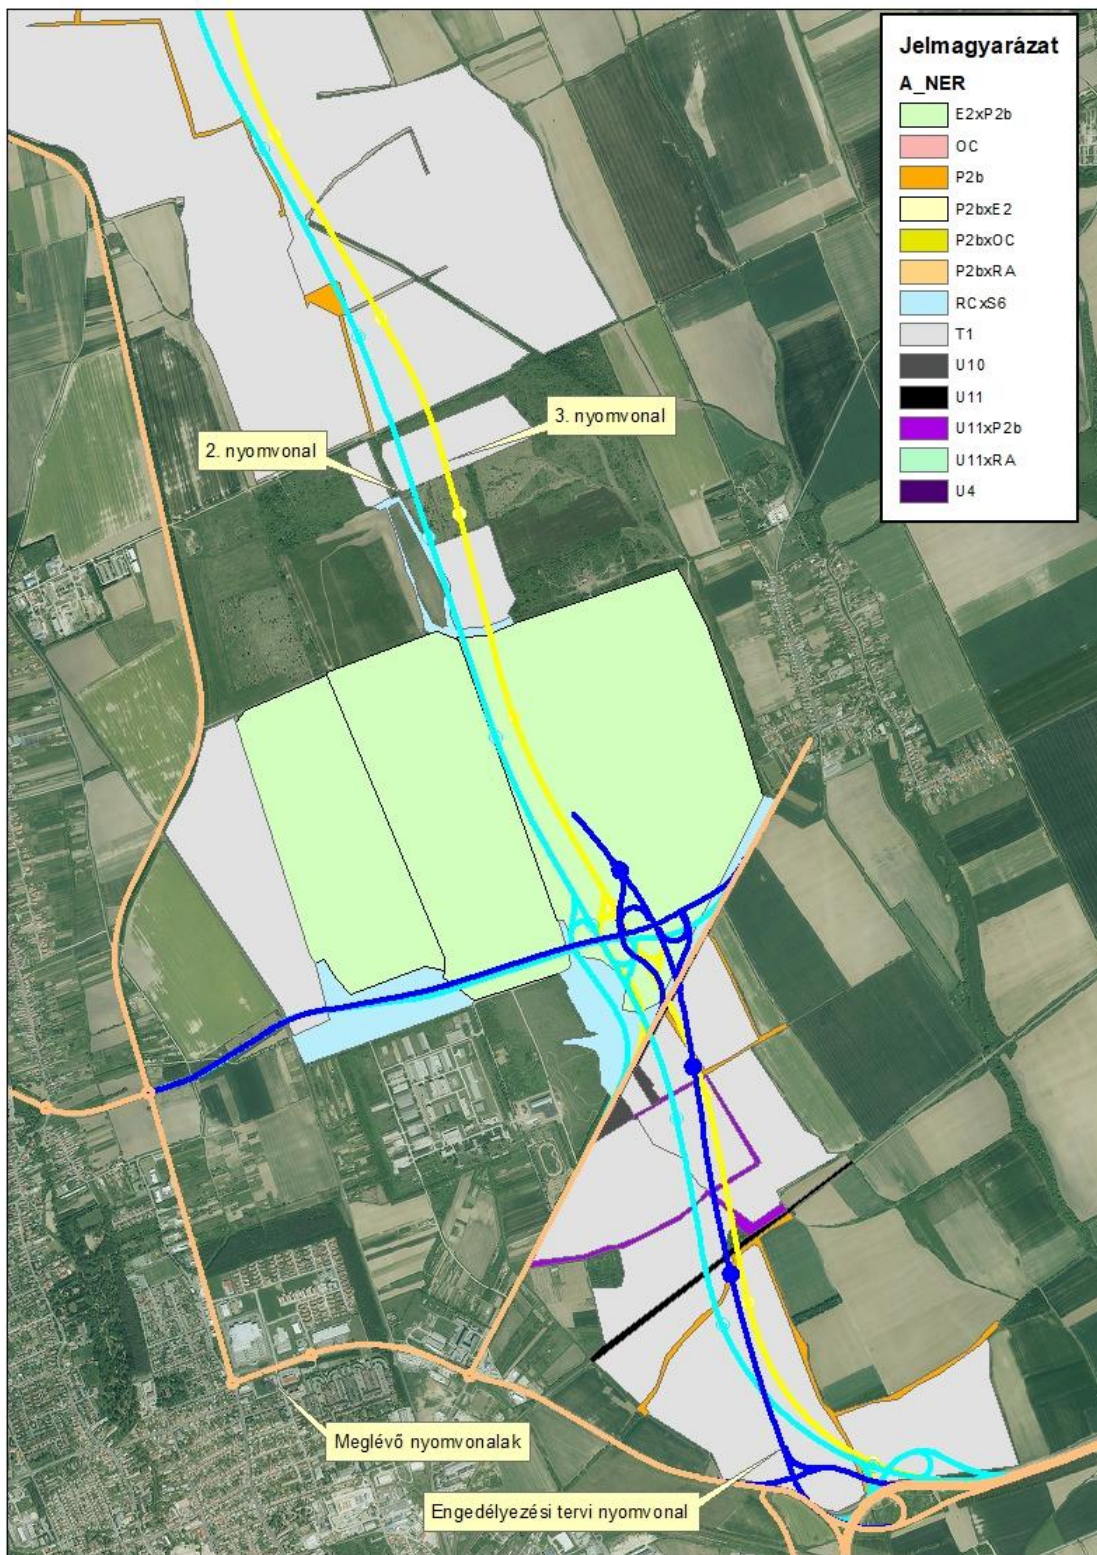 Jelmagyarázat
A_NER
E2xP2b
OC
P2b
P2bxE2
P2bxOC
P2bxRA
RCxS6
T1
U10
U11
U11xP2b
U11xRA
U4
3. nyomvonal
2. nyomvonal
Meglévő nyomvonalak
Engedélyezési tervi nyomvonal